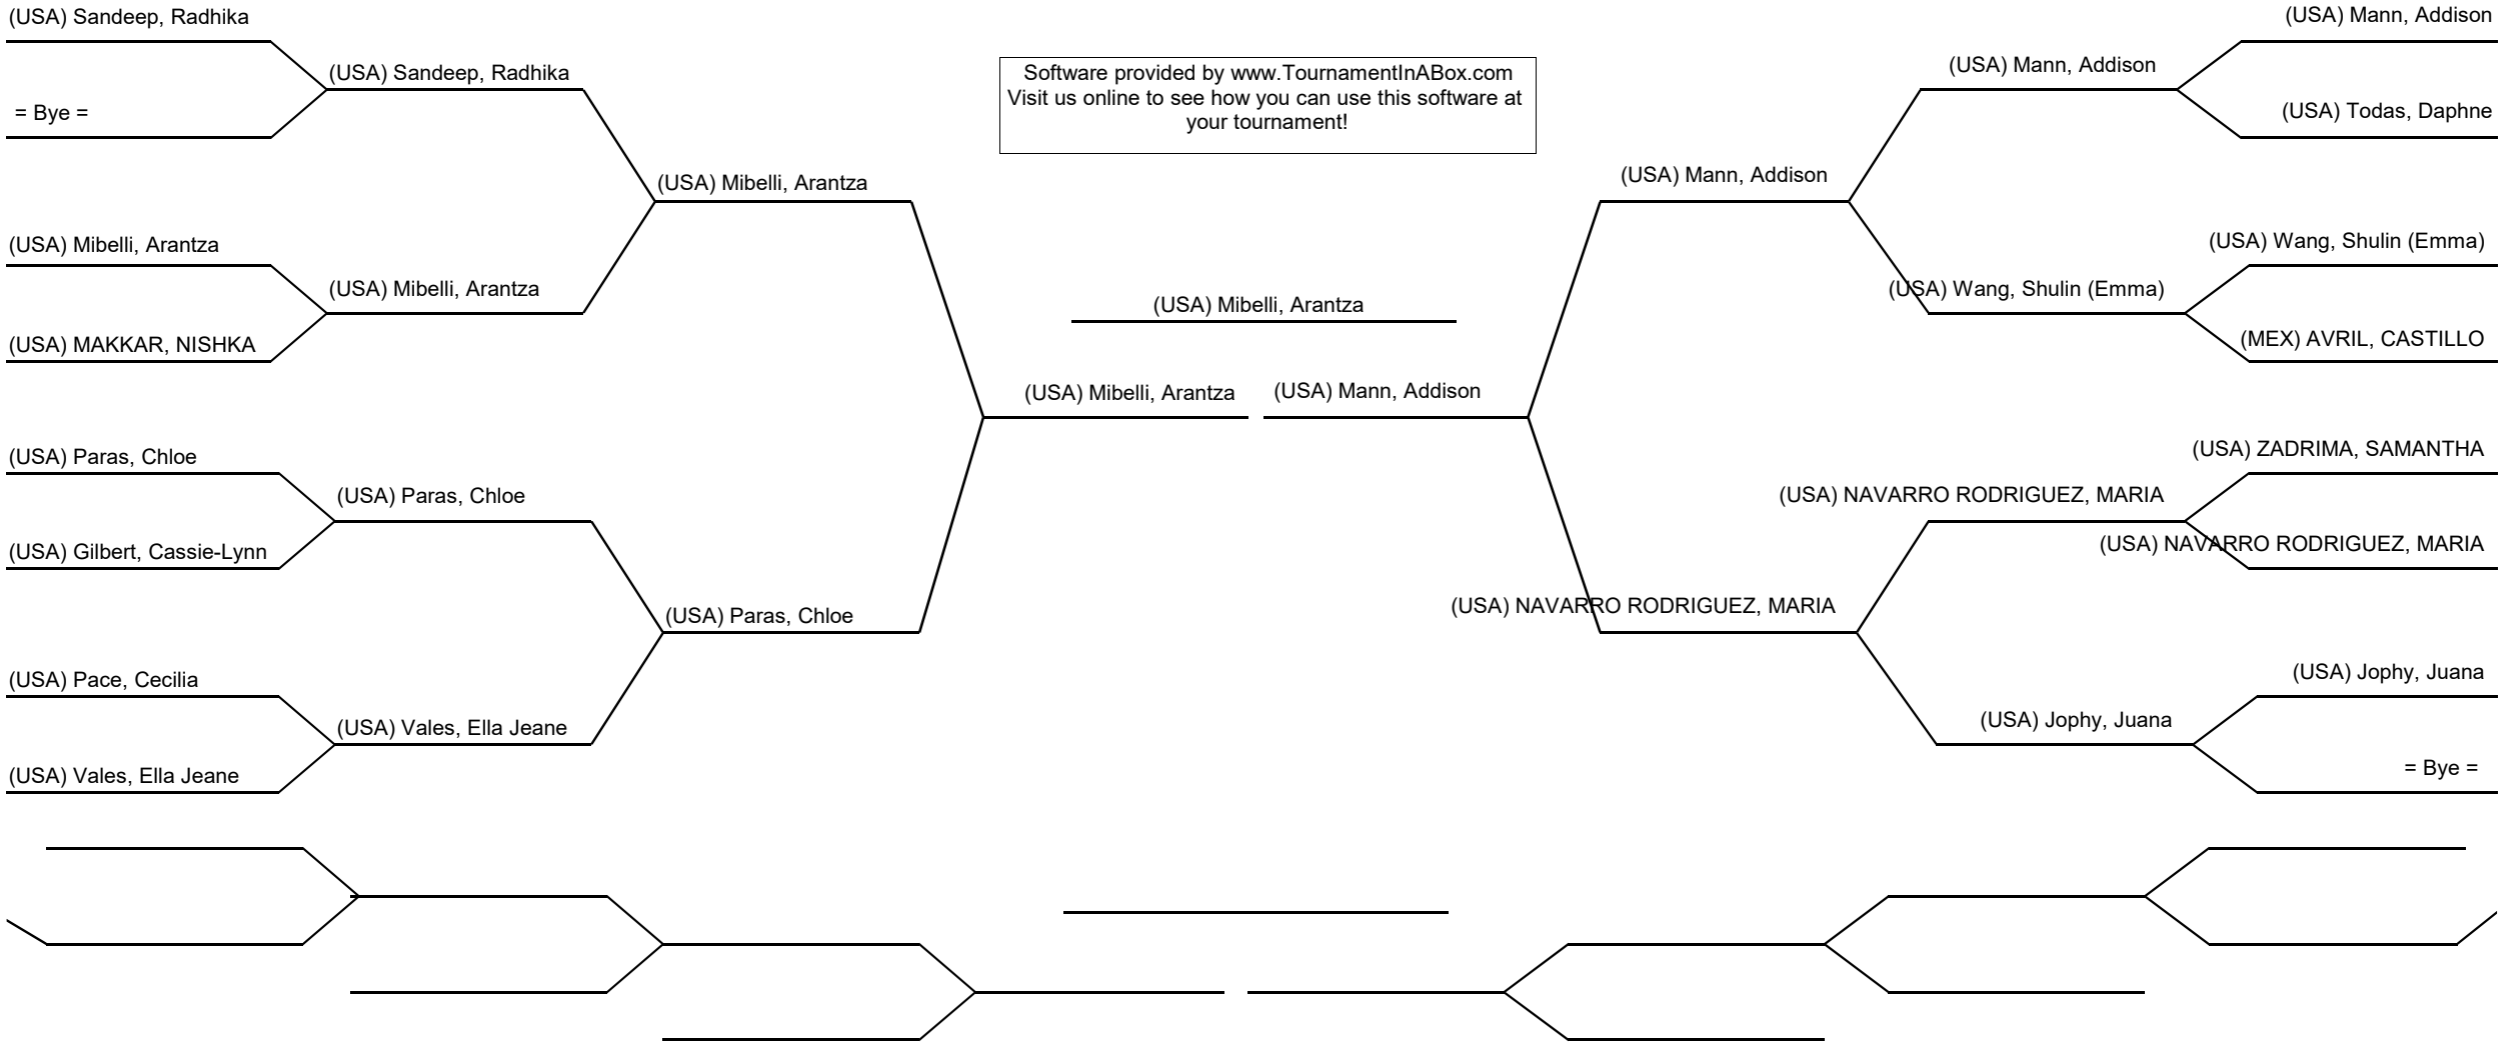 (USA) Sandeep, Radhika
= Bye =
(USA) Mibelli, Arantza
(USA) MAKKAR, NISHKA
(USA) Paras, Chloe
(USA) Gilbert, Cassie-Lynn
(USA) Pace, Cecilia
(USA) Vales, Ella Jeane
(USA) Sandeep, Radhika
(USA) Mibelli, Arantza
(USA) Paras, Chloe
(USA) Vales, Ella Jeane
(USA) Mibelli, Arantza
(USA) Paras, Chloe
Software provided by www.TournamentInABox.com
Visit us online to see how you can use this software at
your tournament!
(USA) Mibelli, Arantza
(USA) Mibelli, Arantza
(USA) Mann, Addison
(USA) Mann, Addison
(USA) NAVARRO RODRIGUEZ, MARIA
(USA) Mann, Addison
(USA) Wang, Shulin (Emma)
(USA) NAVARRO RODRIGUEZ, MARIA
(USA) Jophy, Juana
(USA) Mann, Addison
(USA) Todas, Daphne
(USA) Wang, Shulin (Emma)
(MEX) AVRIL, CASTILLO
(USA) ZADRIMA, SAMANTHA
(USA) NAVARRO RODRIGUEZ, MARIA
(USA) Jophy, Juana
= Bye =